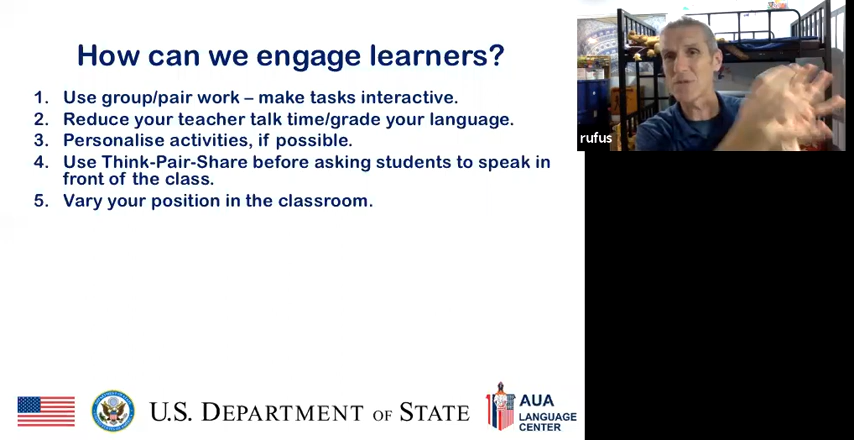 How can we engage learners?
1. Use group/pair work – make tasks interactive.
2. Reduce your teacher talk time/grade your language.
3. Personalise activities, if possible.
4. Use Think-Pair-Share before asking students to speak in
front of the class.
5. Vary your position in the classroom.
rufus
U.S. DEPARTMENT OF STATE
AUA
LANGUAGE
CENTER